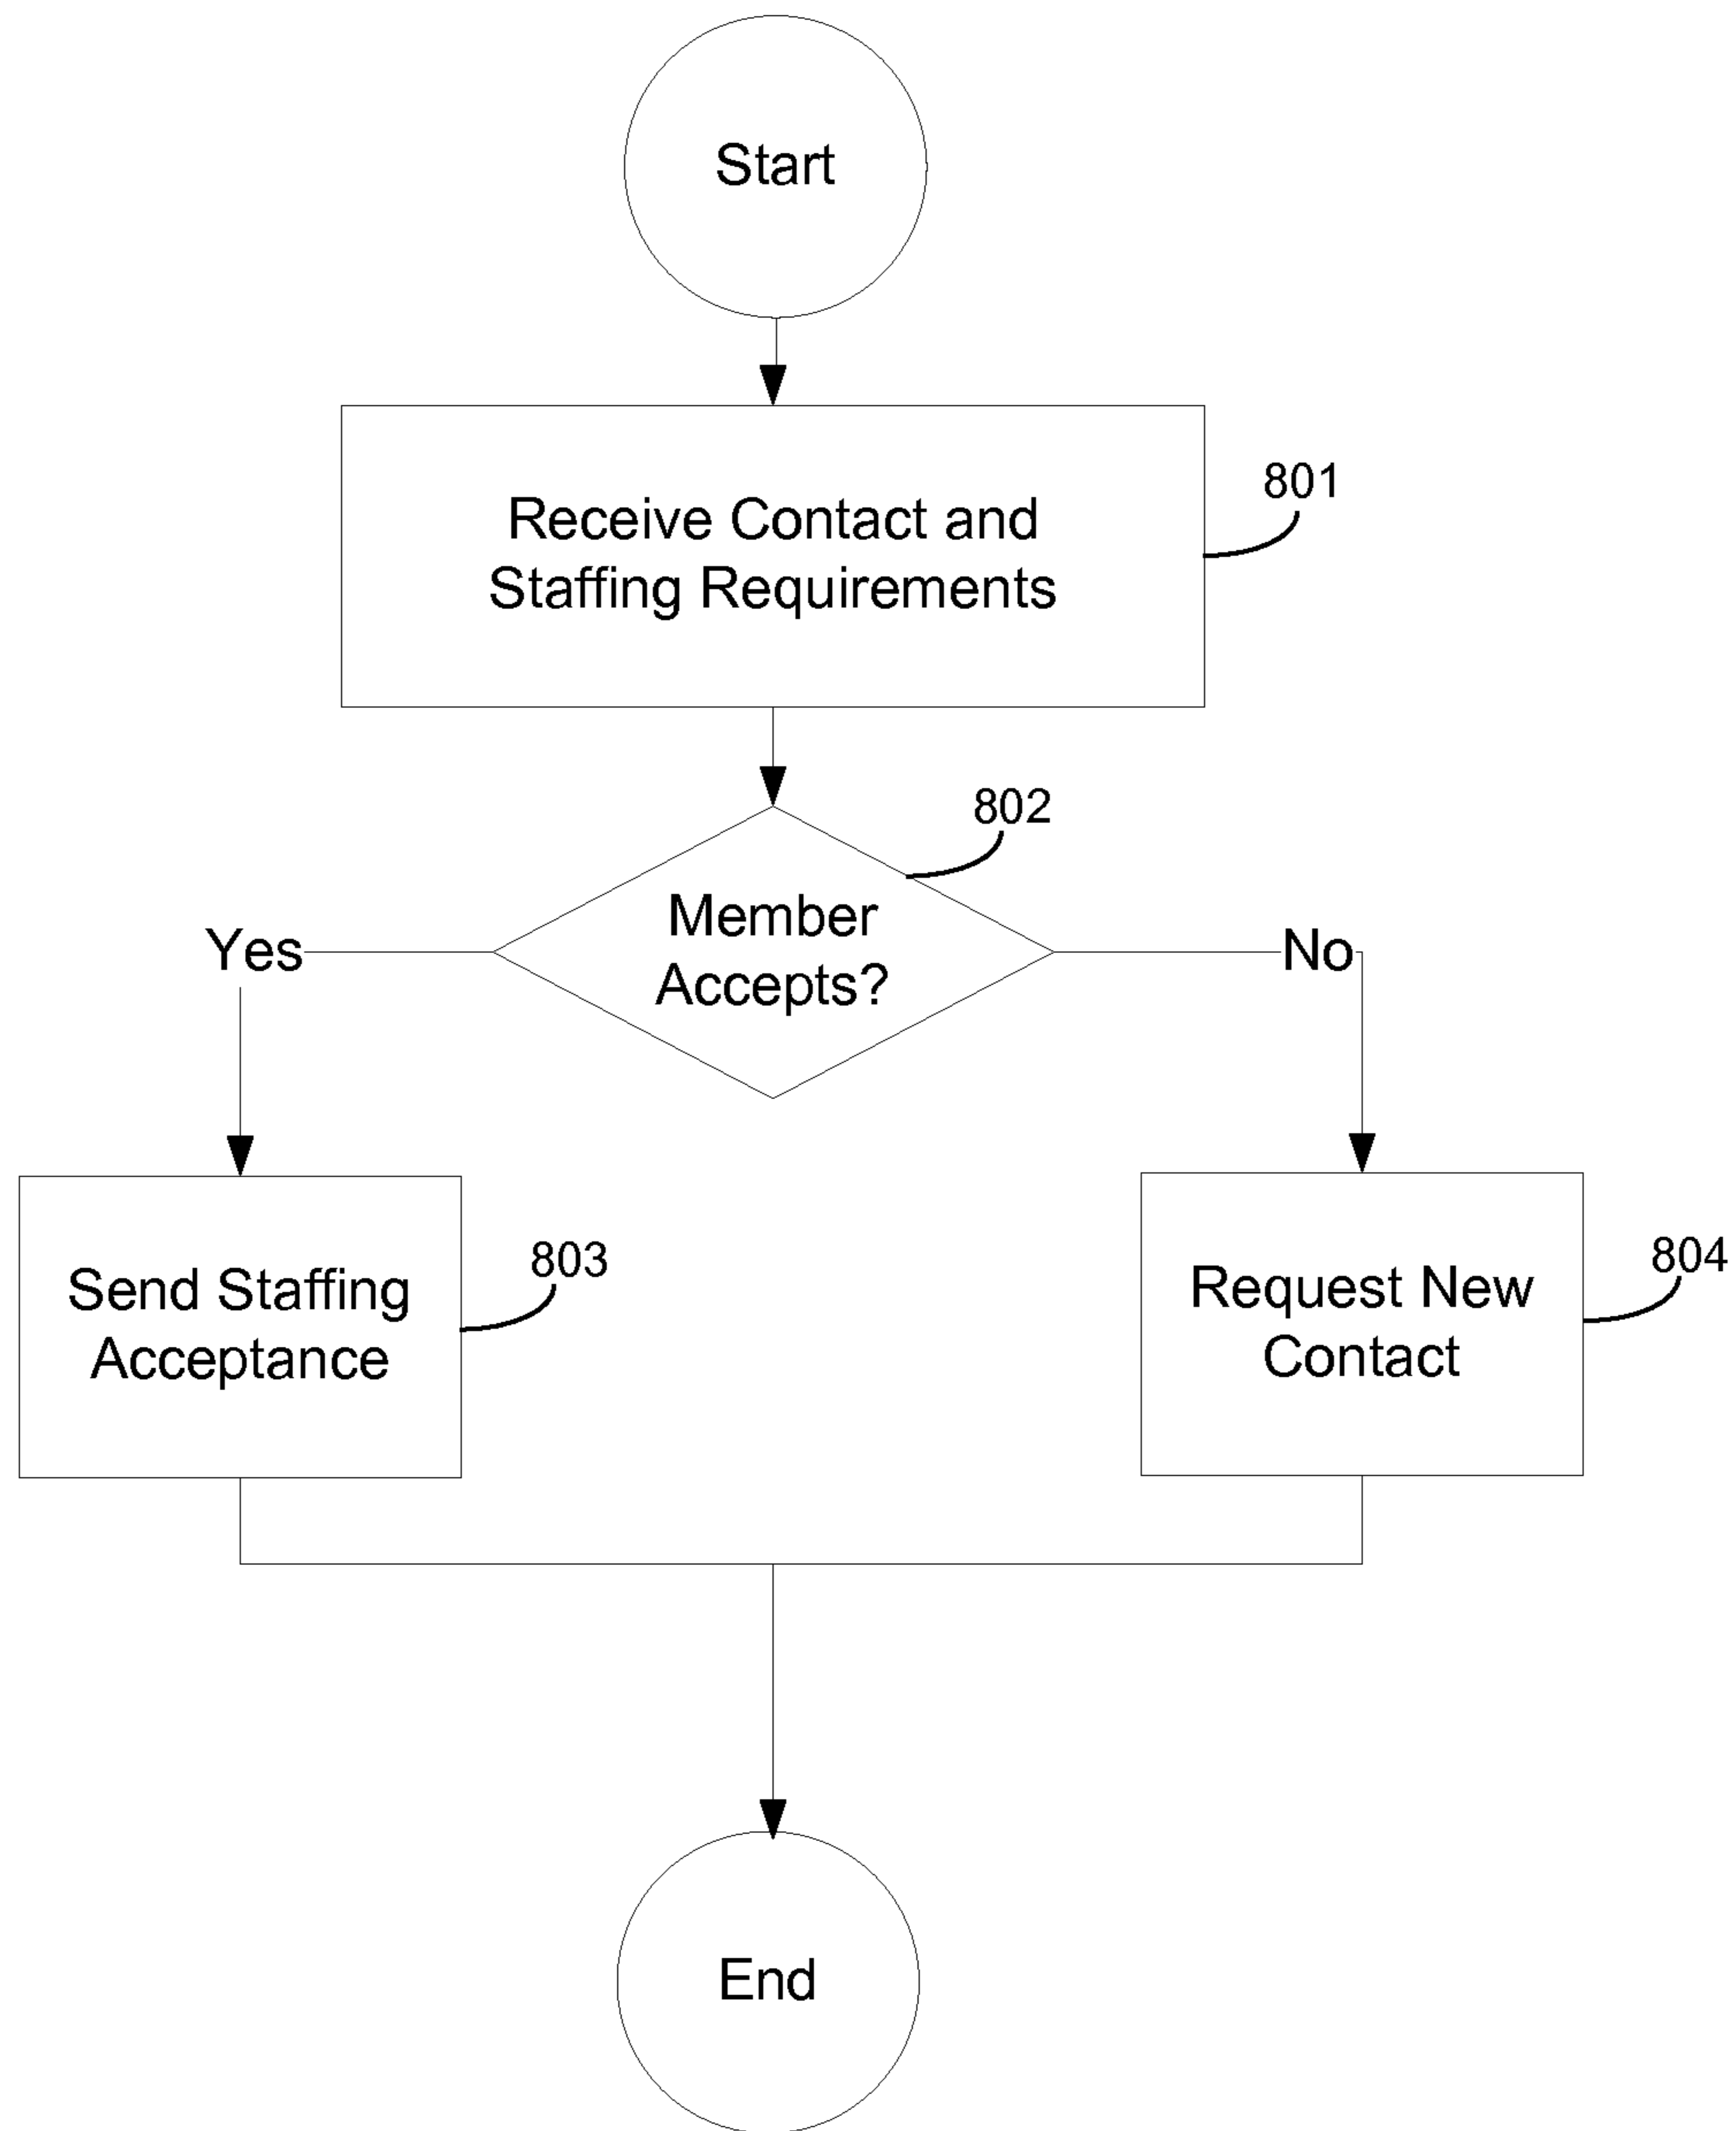 Start
Receive Contact and
Staffing Requirements
801
802
Member
Accepts?
Yes
No
Send Staffing
Acceptance
803
Request New
Contact
804
End